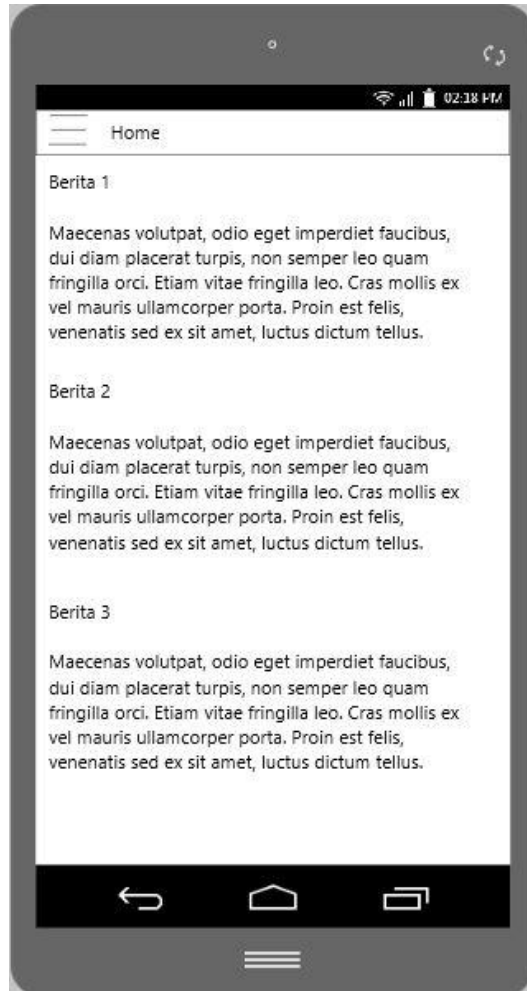 02:18 PM
Home
Berita 1
Maecenas volutpat, odio eget imperdiet faucibus,
dui diam placerat turpis, non semper leo quam
fringilla orci. Etiam vitae fringilla leo. Cras mollis ex
vel mauris ullamcorper porta. Proin est felis,
venenatis sed ex sit amet, luctus dictum tellus.
Berita 2
Maecenas volutpat, odio eget imperdiet faucibus,
dui diam placerat turpis, non semper leo quam
fringilla orci. Etiam vitae fringilla leo. Cras mollis ex
vel mauris ullamcorper porta. Proin est felis,
venenatis sed ex sit amet, luctus dictum tellus.
Berita 3
Maecenas volutpat, odio eget imperdiet faucibus,
dui diam placerat turpis, non semper leo quam
fringilla orci. Etiam vitae fringilla leo. Cras mollis ex
vel mauris ullamcorper porta. Proin est felis,
venenatis sed ex sit amet, luctus dictum tellus.